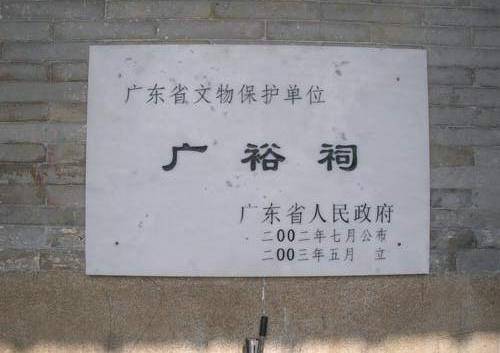 广东省文物保护单位
广裕祠
广东省人民政府
二00二年七月公布
二00三年五月 立